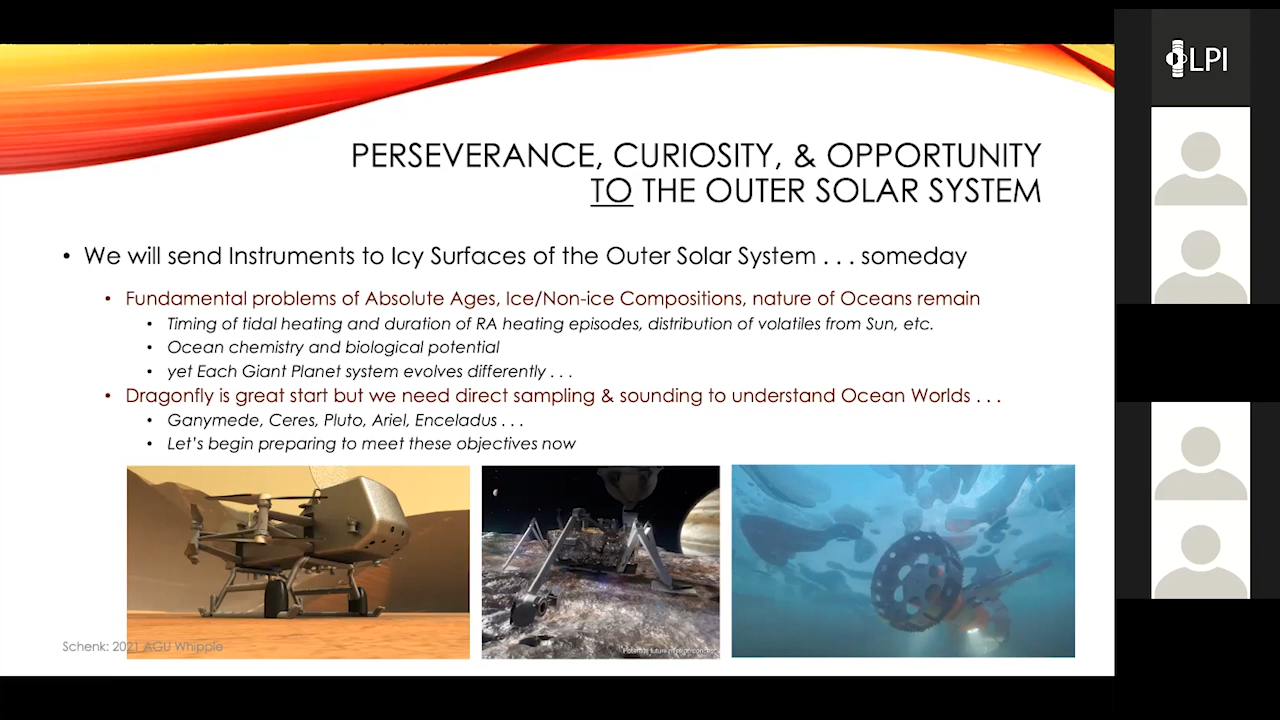 LPI
PERSEVERANCE, CURIOSITY, & OPPORTUNITY
TO THE OUTER SOLAR SYSTEM
• We will send Instruments to Icy Surfaces of the Outer Solar System . . . someday
• Fundamental problems of Absolute Ages, Ice/Non-ice Compositions, nature of Oceans remain
• Timing of tidal heating and duration of RA heating episodes, distribution of volatiles from Sun, etc.
• Ocean chemistry and biological potential
• yet Each Giant Planet system evolves differently . . .
• Dragonfly is great start but we need direct sampling & sounding to understand Ocean Worlds . . .
• Ganymede, Ceres, Pluto, Ariel, Enceladus . . .
• Let's begin preparing to meet these objectives now
Schenk: 2021 AGU Whipple